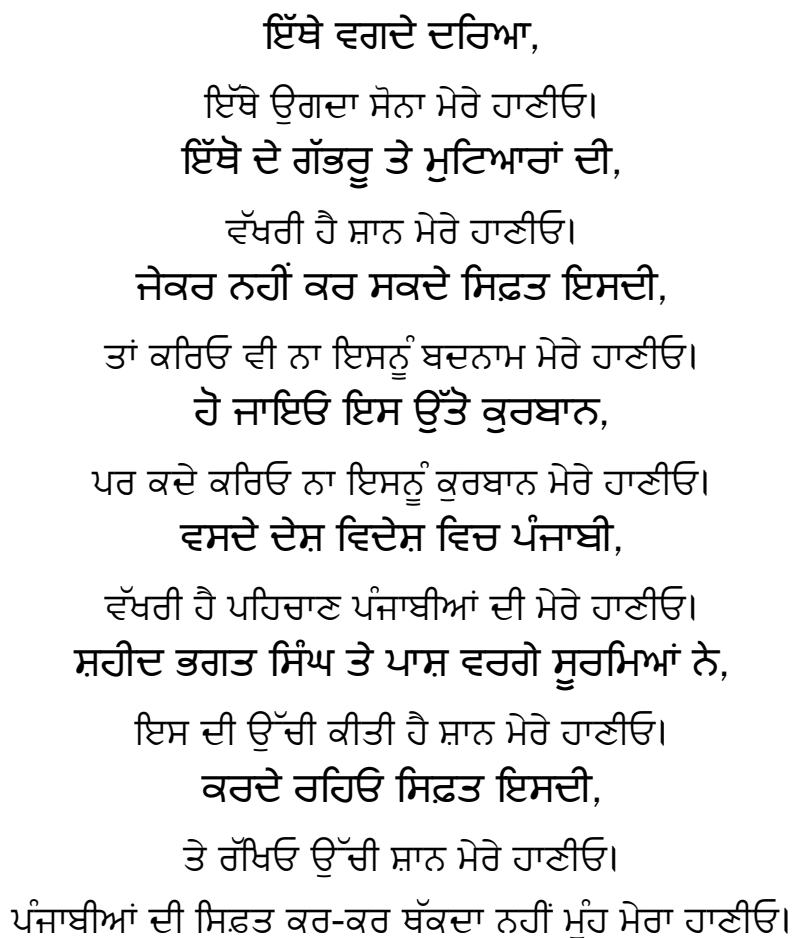 ਇੱਥੇ ਵਗਦੇ ਦਰਿਆ,
ਇੱਥੇ ਉਗਦਾ ਸੋਨਾ ਮੇਰੇ ਹਾਣੀਓ।
ਇੱਥੋ ਦੇ ਗੱਭਰੂ ਤੇ ਮੁਟਿਆਰਾਂ ਦੀ,
ਵੱਖਰੀ ਹੈ ਸ਼ਾਨ ਮੇਰੇ ਹਾਣੀਓ।
ਜੇਕਰ ਨਹੀਂ ਕਰ ਸਕਦੇ ਸਿਫ਼ਤ ਇਸਦੀ,
ਤਾਂ ਕਰਿਓ ਵੀ ਨਾ ਇਸਨੂੰ ਬਦਨਾਮ ਮੇਰੇ ਹਾਣੀਓ।
ਹੋ ਜਾਇਓ ਇਸ ਉੱਤੋ ਕੁਰਬਾਨ,
ਪਰ ਕਦੇ ਕਰਿਓ ਨਾ ਇਸਨੂੰ ਕੁਰਬਾਨ ਮੇਰੇ ਹਾਣੀਓ।
ਵਸਦੇ ਦੇਸ਼ ਵਿਦੇਸ਼ ਵਿਚ ਪੰਜਾਬੀ,
ਵੱਖਰੀ ਹੈ ਪਹਿਚਾਣ ਪੰਜਾਬੀਆਂ ਦੀ ਮੇਰੇ ਹਾਣੀਓ।
ਸ਼ਹੀਦ ਭਗਤ ਸਿੰਘ ਤੇ ਪਾਸ਼ ਵਰਗੇ ਸੂਰਮਿਆਂ ਨੇ,
ਇਸ ਦੀ ਉੱਚੀ ਕੀਤੀ ਹੈ ਸ਼ਾਨ ਮੇਰੇ ਹਾਣੀਓ।
ਕਰਦੇ ਰਹਿਓ ਸਿਫ਼ਤ ਇਸਦੀ,
ਤੇ ਰੱਖਿਓ ਉੱਚੀ ਸ਼ਾਨ ਮੇਰੇ ਹਾਣੀਓ।
ਪੰਜਾਬੀਆਂ ਦੀ ਸਿਫ਼ਤ ਕਰ-ਕਰ ਥੱਕਦਾ ਨਹੀਂ ਮੂੰਹ ਮੇਰਾ ਹਾਣੀਓ।